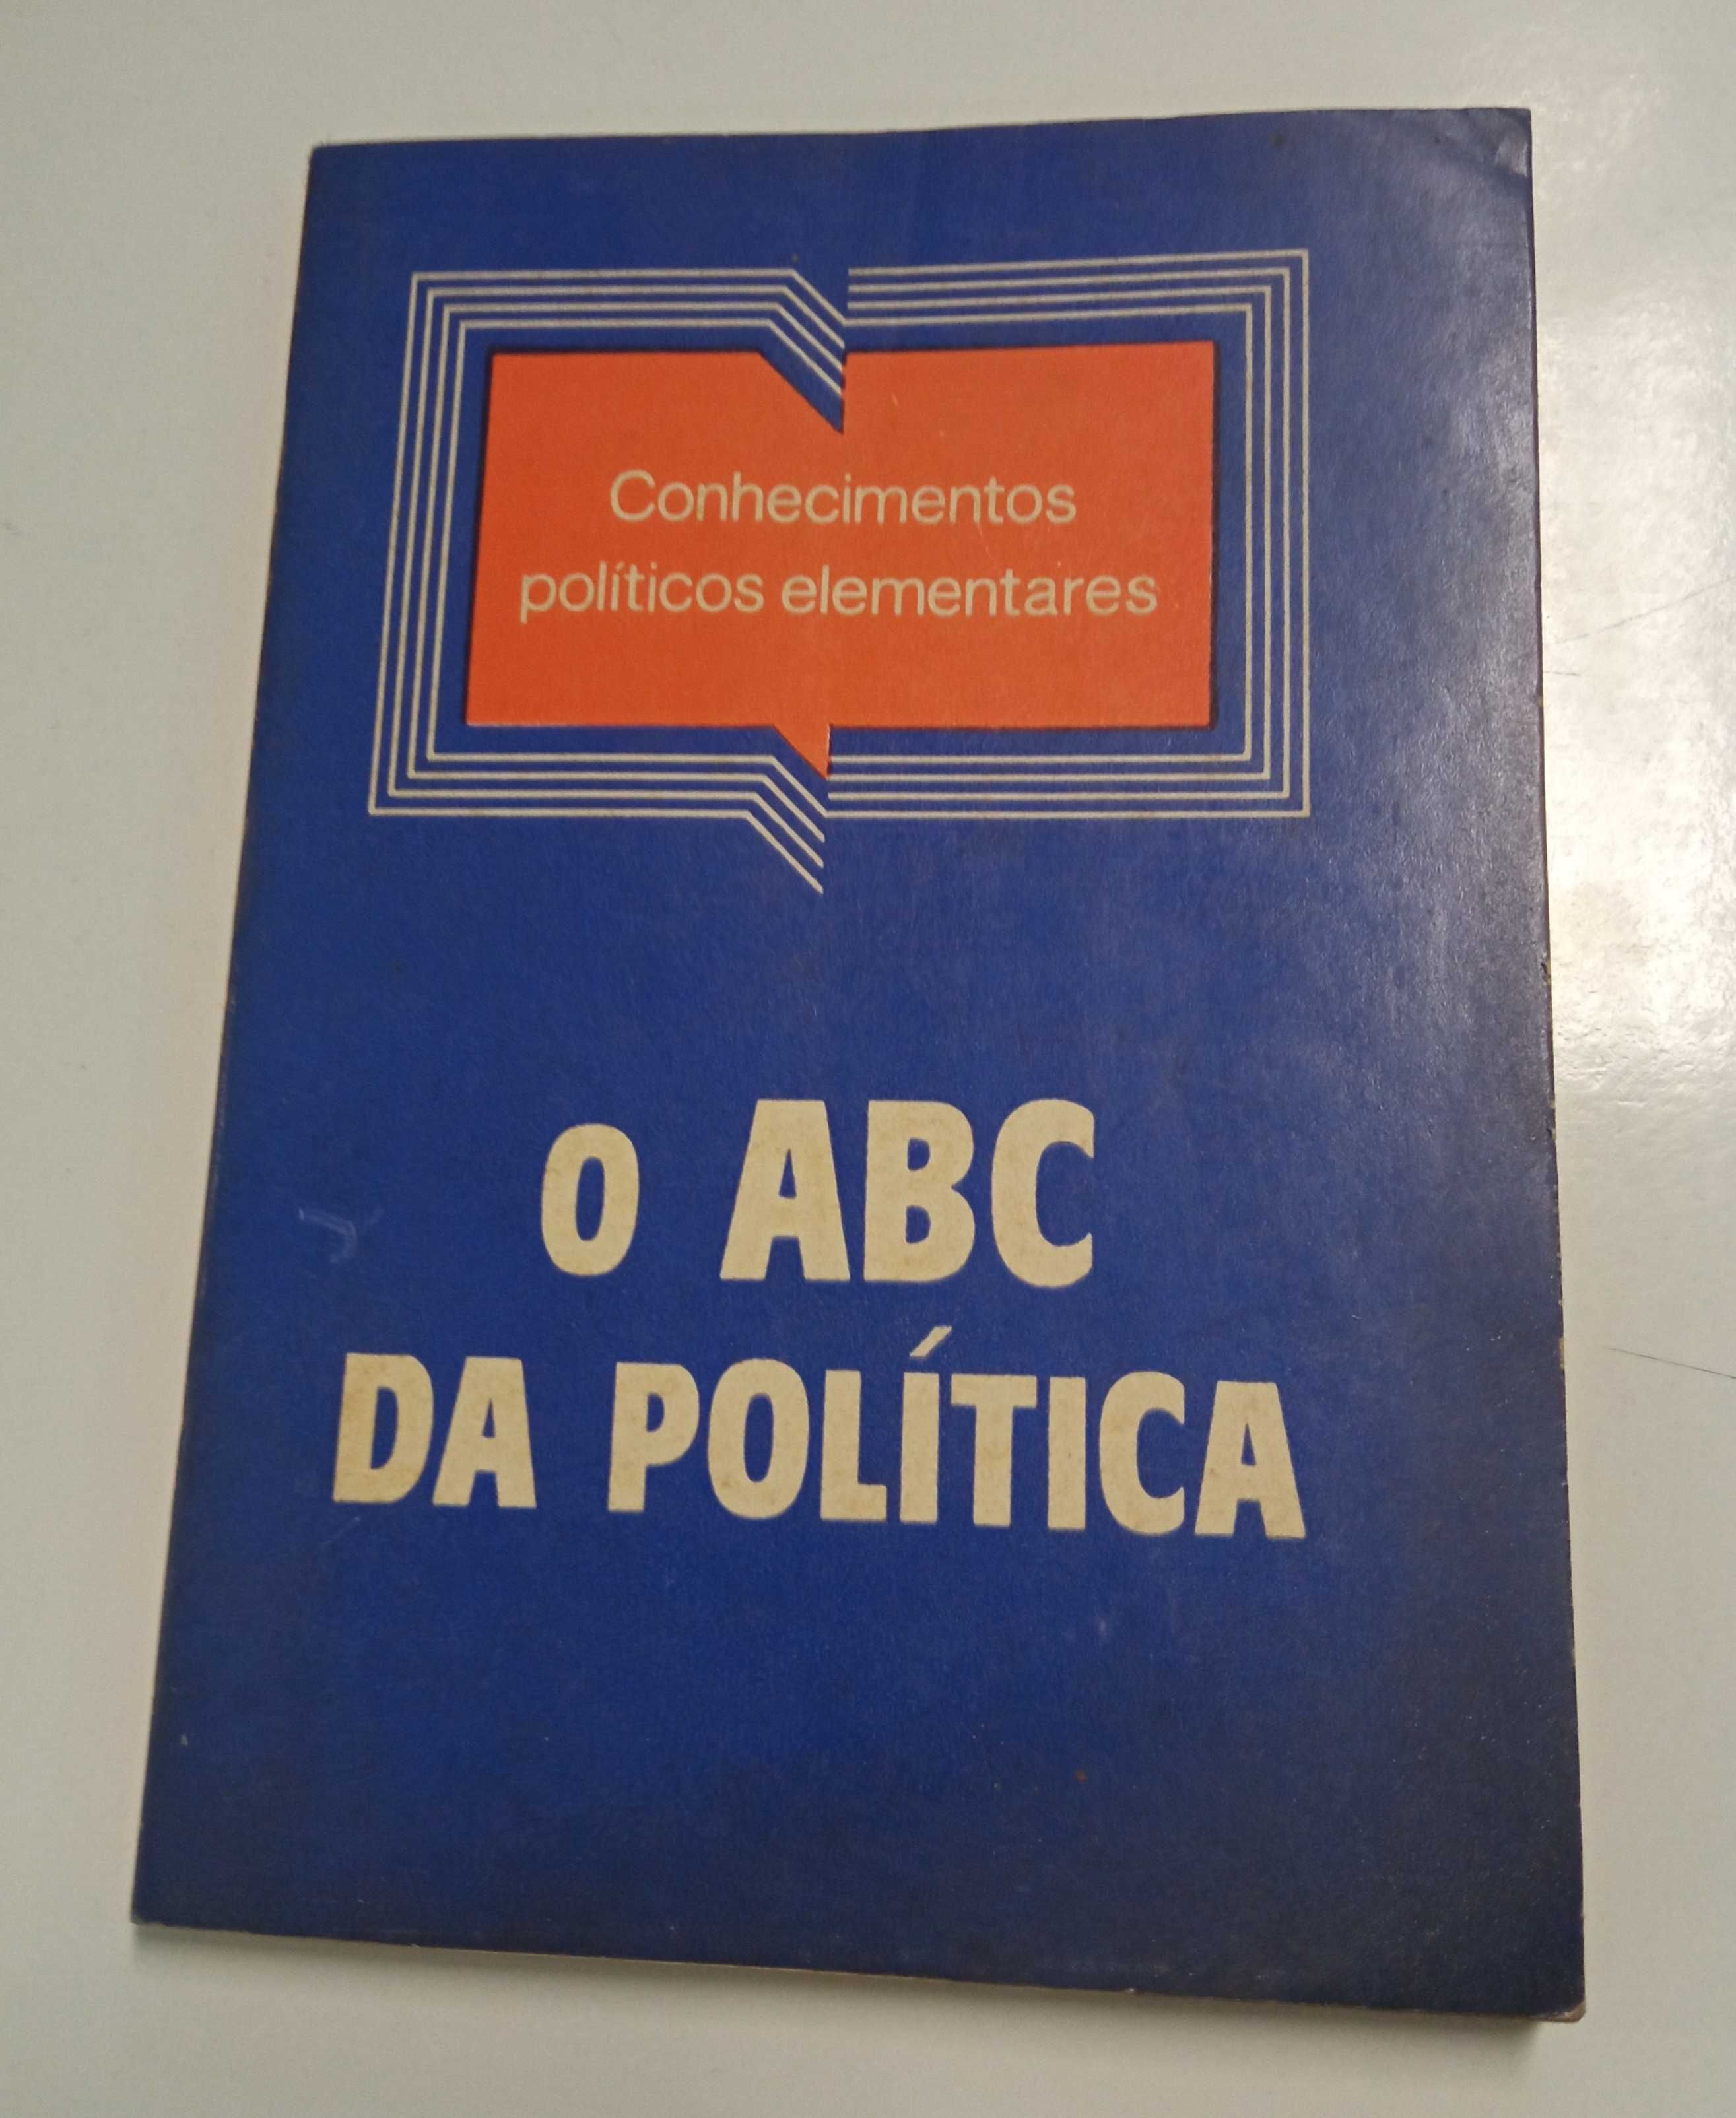 Conhecimentos
políticos elementares
O ABC
DA POLÍTICA